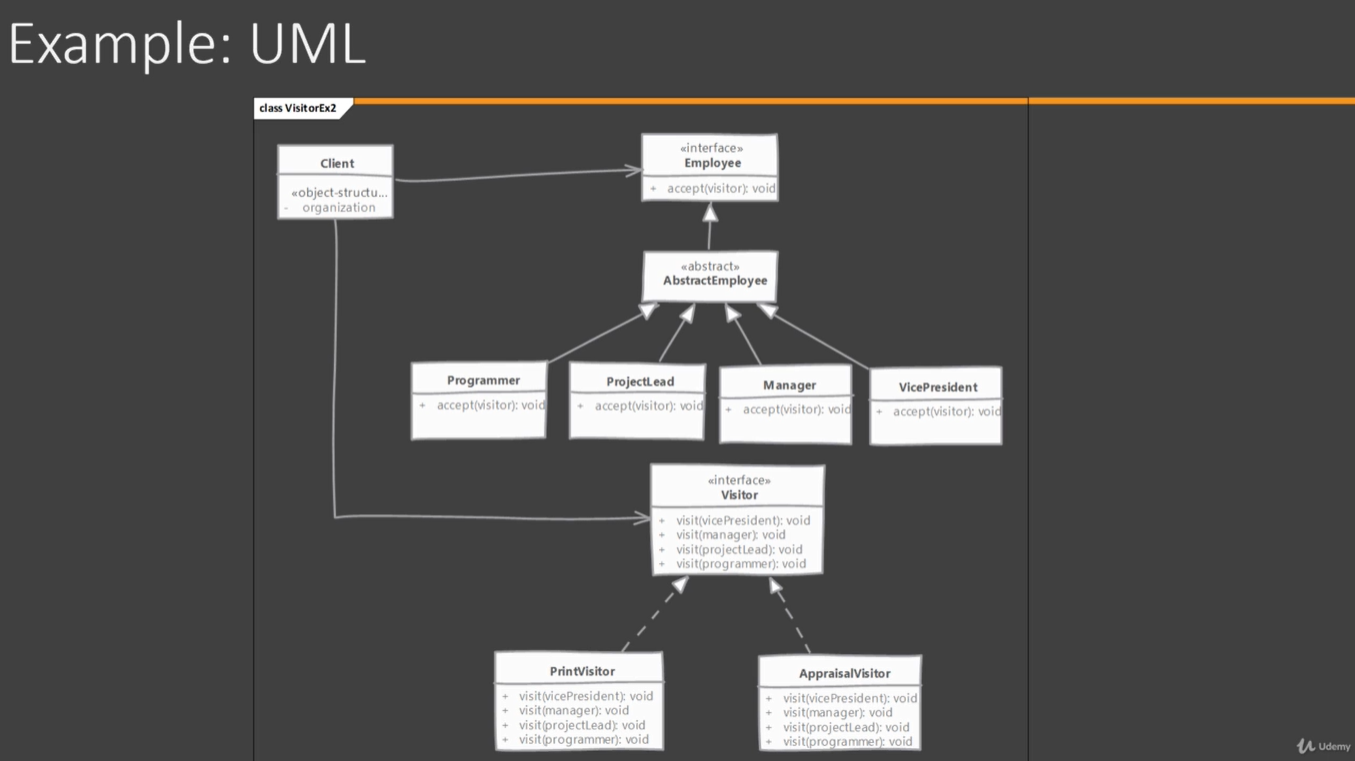 Example: UML
class VisitorEx2
Client
«object-structu...
- organization
«interface»
Employee
+ accept(visitor): void
«abstract»
AbstractEmployee
Programmer
+ accept(visitor): void
ProjectLead
+ accept(visitor): void
Manager
+ accept(visitor): void
VicePresident
+ accept(visitor): void
«interface»
Visitor
+ visit(vicePresident): void
+ visit(manager): void
+ visit(projectLead): void
+ visit(programmer): void
PrintVisitor
+ visit(vicePresident): void
+ visit(manager): void
+ visit(projectLead): void
+ visit(programmer): void
AppraisalVisitor
+ visit(vicePresident): void
+ visit(manager): void
+ visit(projectLead): void
+ visit(programmer): void
Udemy